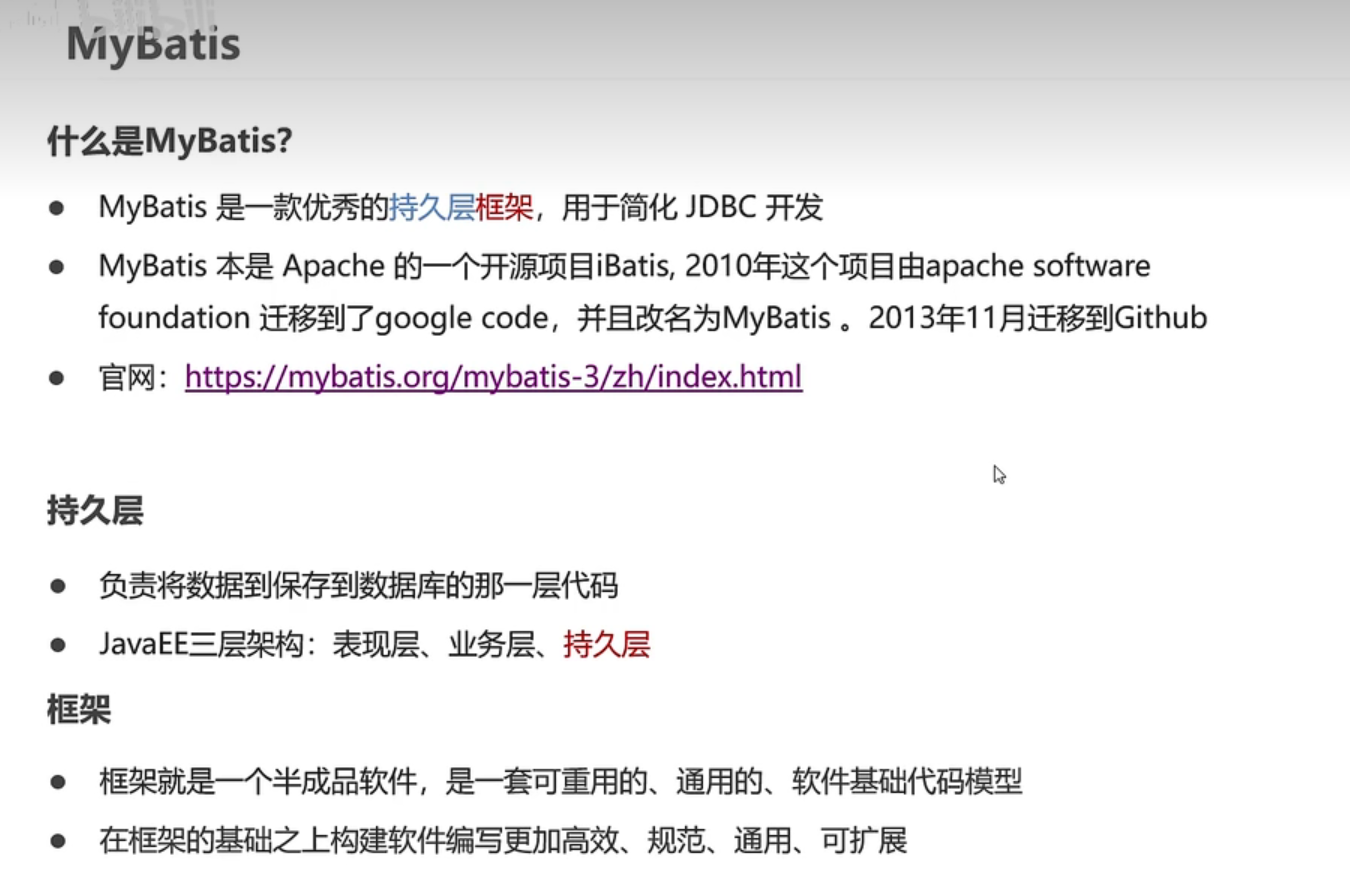 MyBatis
什么是MyBatis?
● MyBatis 是一款优秀的持久层框架，用于简化 JDBC 开发
● MyBatis 本是 Apache 的一个开源项目iBatis, 2010年这个项目由apache software
foundation 迁移到了google code，并且改名为MyBatis 。2013年11月迁移到Github
● 官网：https://mybatis.org/mybatis-3/zh/index.html
持久层
● 负责将数据到保存到数据库的那一层代码
● JavaEE三层架构：表现层、业务层、持久层
框架
● 框架就是一个半成品软件，是一套可重用的、通用的、软件基础代码模型
● 在框架的基础之上构建软件编写更加高效、规范、通用、可扩展